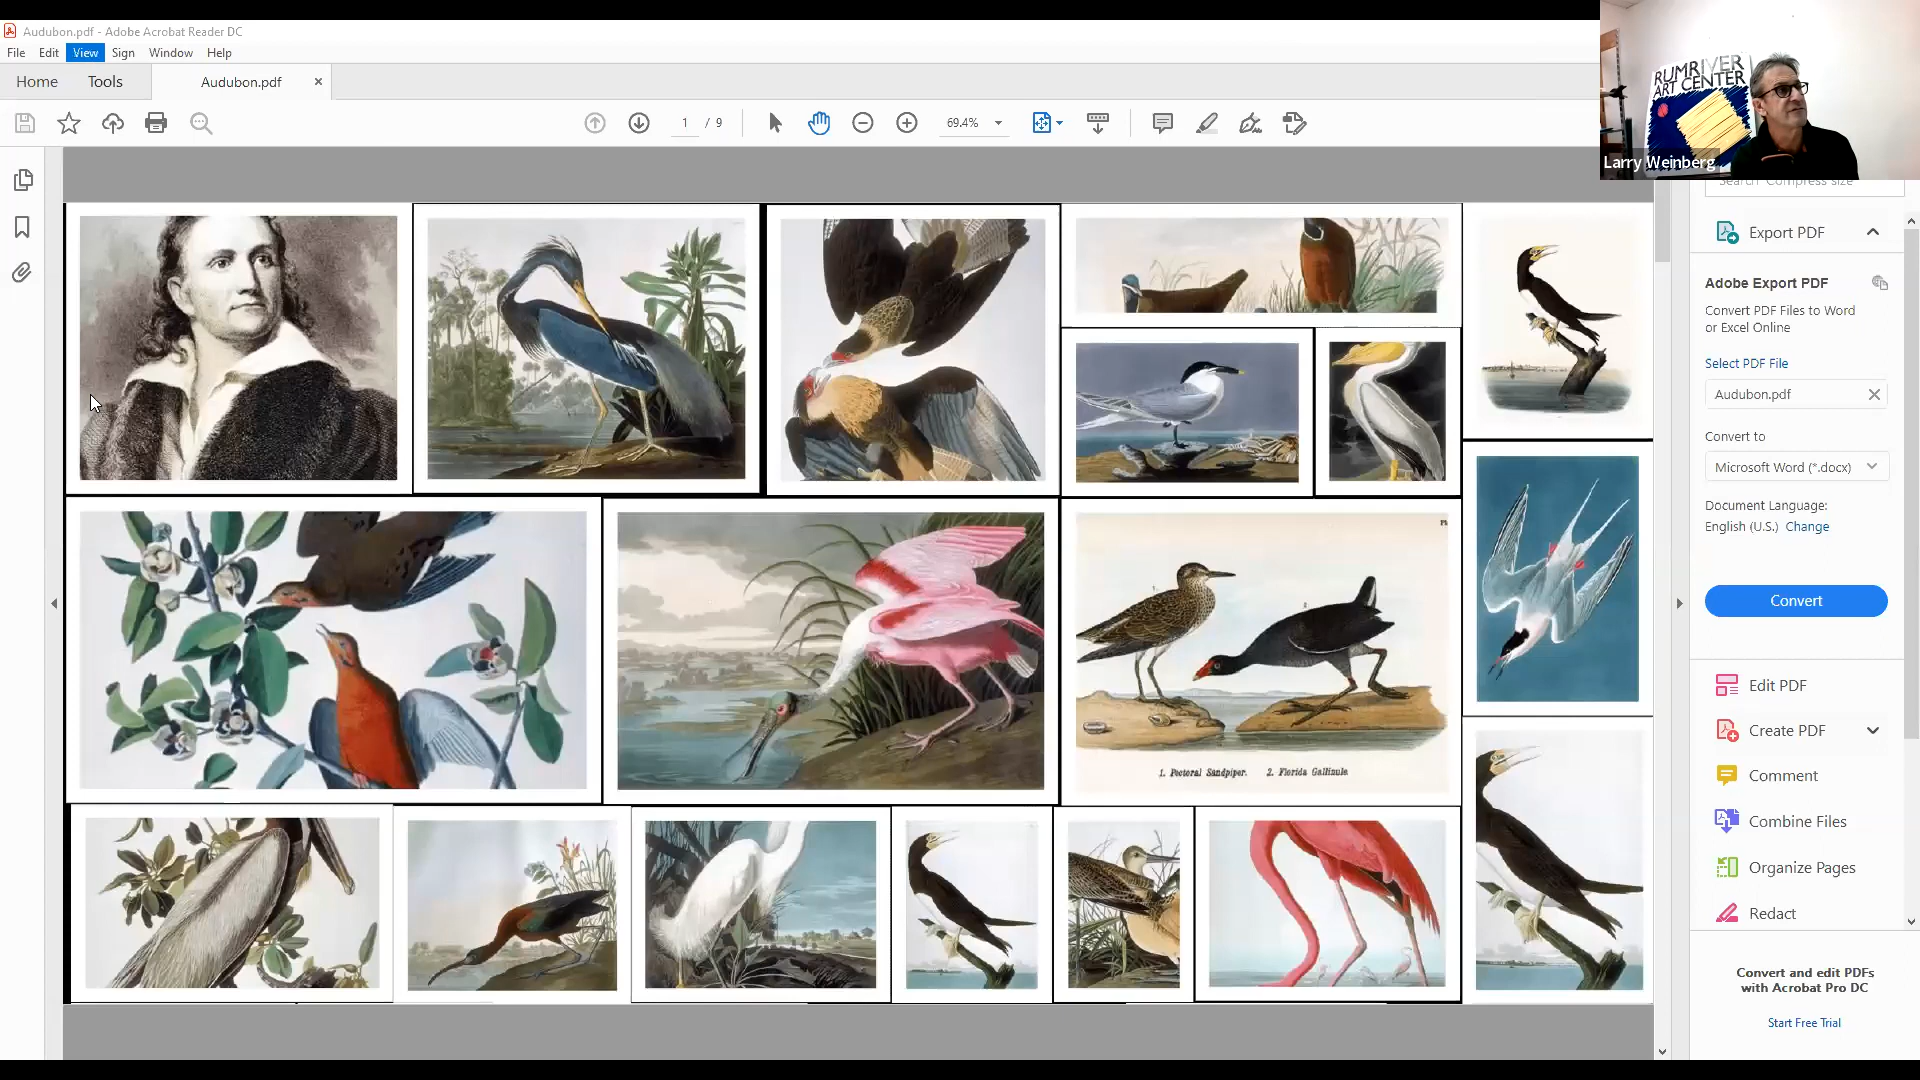 Audubon.pdf - Adobe Acrobat Reader DC
File Edit View Sign Window Help
Home Tools Audubon.pdf
1 / 9 69.4%
RUMRIVER
ART CENTER
Larry Weinberg
Search 'Compress size'
Export PDF
Adobe Export PDF
Convert PDF Files to Word
or Excel Online
Select PDF File
Audubon.pdf
Convert to
Microsoft Word (*.docx)
Document Language:
English (U.S.) Change
Convert
Edit PDF
Create PDF
Comment
Combine Files
Organize Pages
Redact
Convert and edit PDFs
with Acrobat Pro DC
Start Free Trial
1. Pectoral Sandpiper. 2. Florida Gallinule.